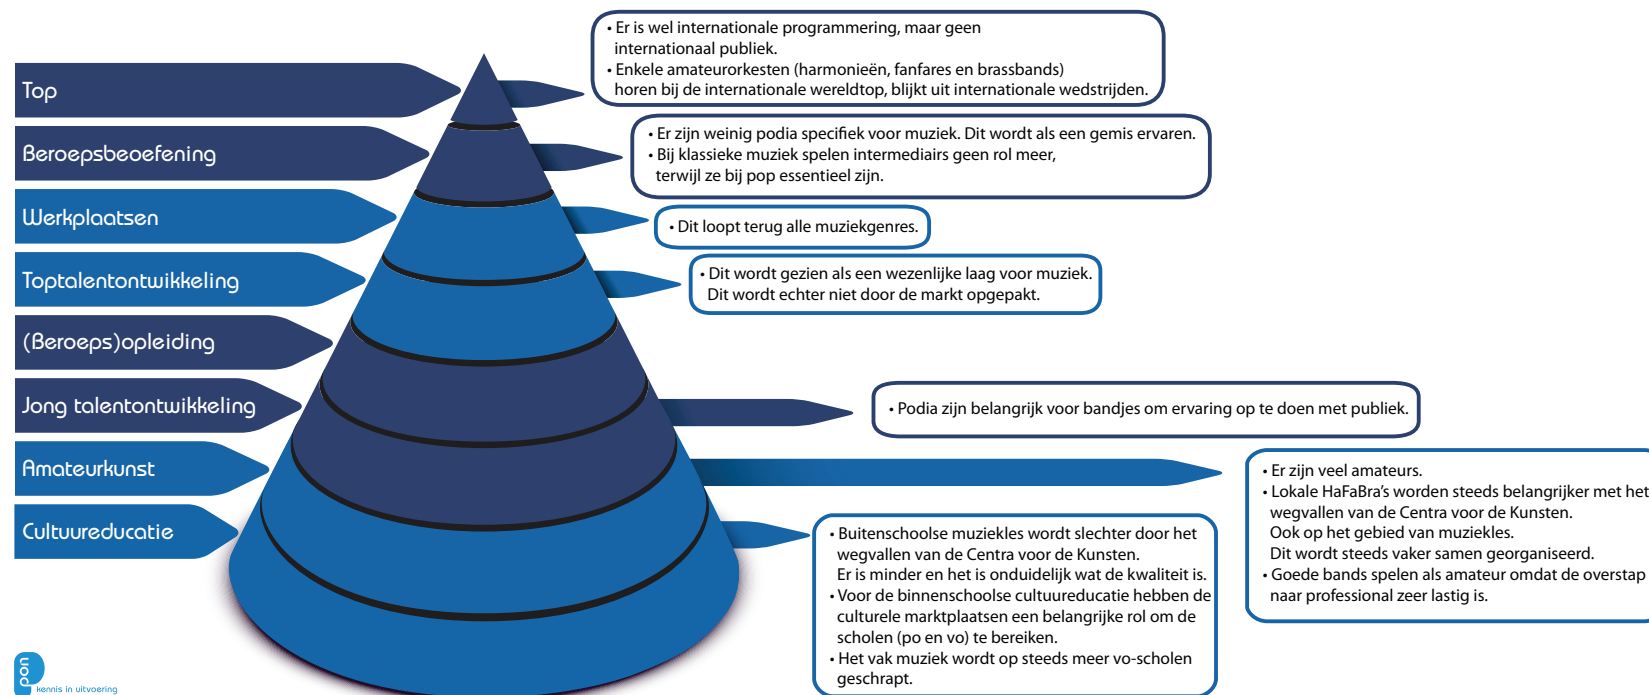 Top
• Er is wel internationale programmering, maar geen
internationaal publiek.
• Enkele amateurorkesten (harmonieën, fanfares en brassbands)
horen bij de internationale wereldtop, blijkt uit internationale wedstrijden.
Beroepsbeoefening
• Er zijn weinig podia specifiek voor muziek. Dit wordt als een gemis ervaren.
• Bij klassieke muziek spelen intermediairs geen rol meer,
terwijl ze bij pop essentieel zijn.
Werkplaatsen
• Dit loopt terug alle muziekgenres.
Toptalentontwikkeling
• Dit wordt gezien als een wezenlijke laag voor muziek.
Dit wordt echter niet door de markt opgepakt.
(Beroeps)opleiding
Jong talentontwikkeling
• Podia zijn belangrijk voor bandjes om ervaring op te doen met publiek.
Amateurkunst
• Er zijn veel amateurs.
• Lokale HaFaBra's worden steeds belangrijker met het
wegvallen van de Centra voor de Kunsten.
Ook op het gebied van muziekles.
Dit wordt steeds vaker samen georganiseerd.
• Goede bands spelen als amateur omdat de overstap
naar professional zeer lastig is.
Cultuureducatie
• Buitenschoolse muziekles wordt slechter door het
wegvallen van de Centra voor de Kunsten.
Er is minder en het is onduidelijk wat de kwaliteit is.
• Voor de binnenschoolse cultuureducatie hebben de
culturele marktplaatsen een belangrijke rol om de
scholen (po en vo) te bereiken.
• Het vak muziek wordt op steeds meer vo-scholen
geschrapt.
pon
kennis in uitvoering